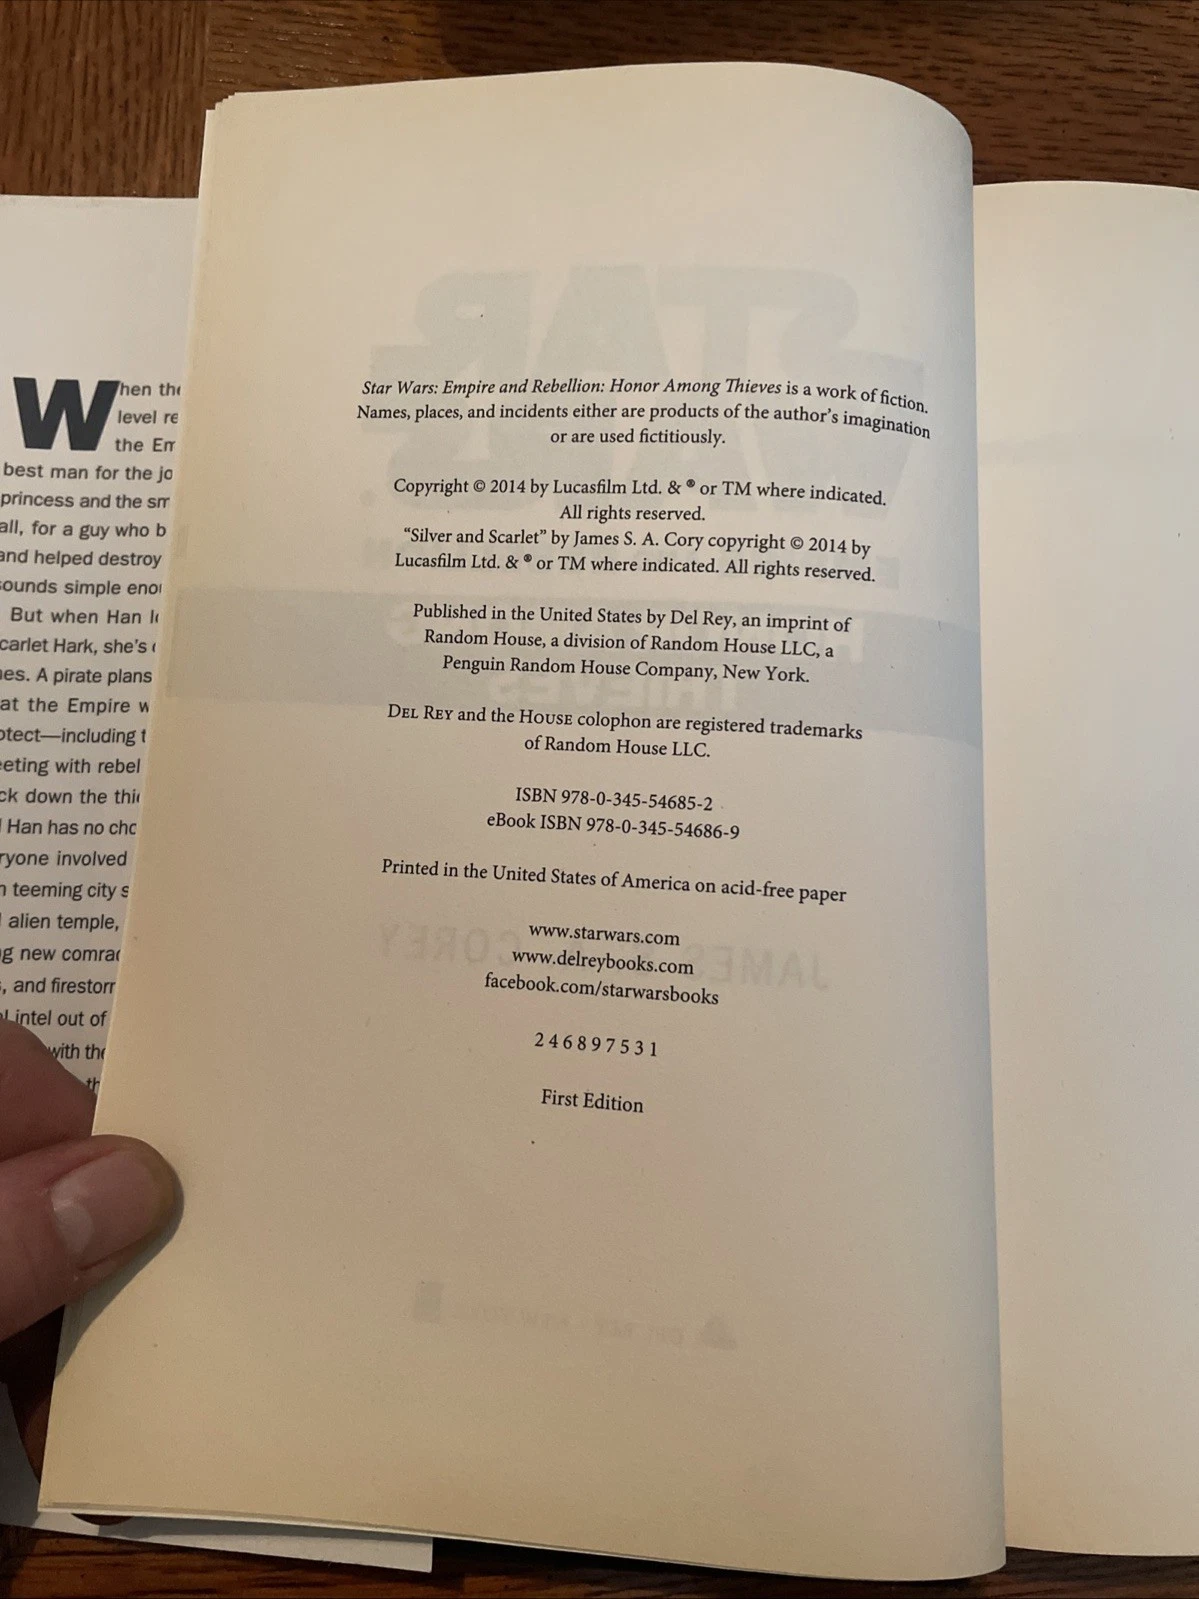 When the
level re
the Em
best man for the jo
princess and the sm
all, for a guy who b
and helped destroy
sounds simple enou
But when Han le
carlet Hark, she's
es. A pirate plans
at the Empire w
otect—including t
eeting with rebel
ck down the thie
Han has no cho
ryone involved
teeming city s
alien temple,
g new comrad
, and firestorm
intel out of
with the
th
Star Wars: Empire and Rebellion: Honor Among Thieves is a work of fiction.
Names, places, and incidents either are products of the author's imagination
or are used fictitiously.
Copyright © 2014 by Lucasfilm Ltd. & ® or TM where indicated.
All rights reserved.
“Silver and Scarlet” by James S. A. Cory copyright © 2014 by
Lucasfilm Ltd. & ® or TM where indicated. All rights reserved.
Published in the United States by Del Rey, an imprint of
Random House, a division of Random House LLC, a
Penguin Random House Company, New York.
DEL REY and the HOUSE colophon are registered trademarks
of Random House LLC.
ISBN 978-0-345-54685-2
eBook ISBN 978-0-345-54686-9
Printed in the United States of America on acid-free paper
www.starwars.com
www.delreybooks.com
facebook.com/starwarsbooks
2 4 6 8 9 7 5 3 1
First Edition